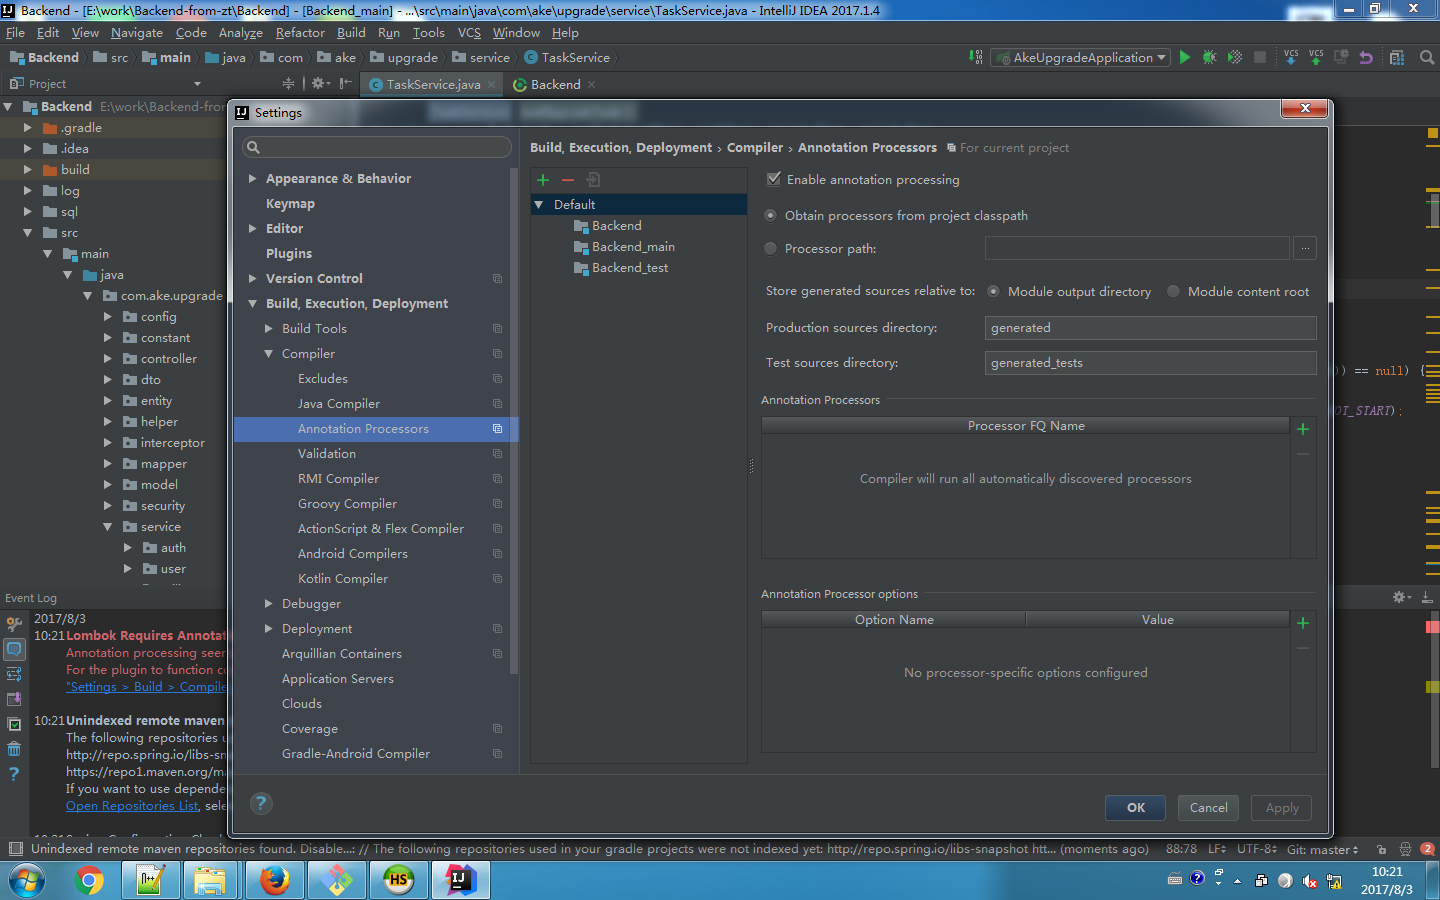 Backend - [E:\work\Backend-from-zt\Backend] - [Backend_main] - ...\src\main\java\com\ake\upgrade\service\TaskService.java - IntelliJ IDEA 2017.1.4
File Edit View Navigate Code Analyze Refactor Build Run Tools VCS Window Help
Backend src main java com ake upgrade service TaskService AkeUpgradeApplication VCS VCS
Project TaskService.java Backend
Backend E:\work\Backend-from
.gradle
.idea
build
log
sql
src
main
java
com.ake.upgrade
config
constant
controller
dto
entity
helper
interceptor
mapper
model
security
service
auth
user
Settings
Appearance & Behavior
Keymap
Editor
Plugins
Version Control
Build, Execution, Deployment
Build Tools
Compiler
Excludes
Java Compiler
Annotation Processors
Validation
RMI Compiler
Groovy Compiler
ActionScript & Flex Compiler
Android Compilers
Kotlin Compiler
Debugger
Deployment
Arquillian Containers
Application Servers
Clouds
Coverage
Gradle-Android Compiler
Build, Execution, Deployment › Compiler › Annotation Processors For current project
Default
Backend
Backend_main
Backend_test
Enable annotation processing
Obtain processors from project classpath
Processor path:
...
Store generated sources relative to: Module output directory Module content root
Production sources directory: generated
Test sources directory: generated_tests
Annotation Processors
Processor FQ Name
Compiler will run all automatically discovered processors
Annotation Processor options
Option Name Value
No processor-specific options configured
? OK Cancel Apply
)) == null) {
OT_START);
Event Log
2017/8/3
10:21 Lombok Requires Annotat
Annotation processing seer
For the plugin to function c
"Settings > Build > Compile
10:21 Unindexed remote maven
The following repositories u
http://repo.spring.io/libs-sn
https://repo1.maven.org/m
If you want to use depende
Open Repositories List, sele
Unindexed remote maven repositories found. Disable...: // The following repositories used in your gradle projects were not indexed yet: http://repo.spring.io/libs-snapshot htt... (moments ago) 88:78 LF UTF-8 Git: master 2
HS IJ
10:21
2017/8/3